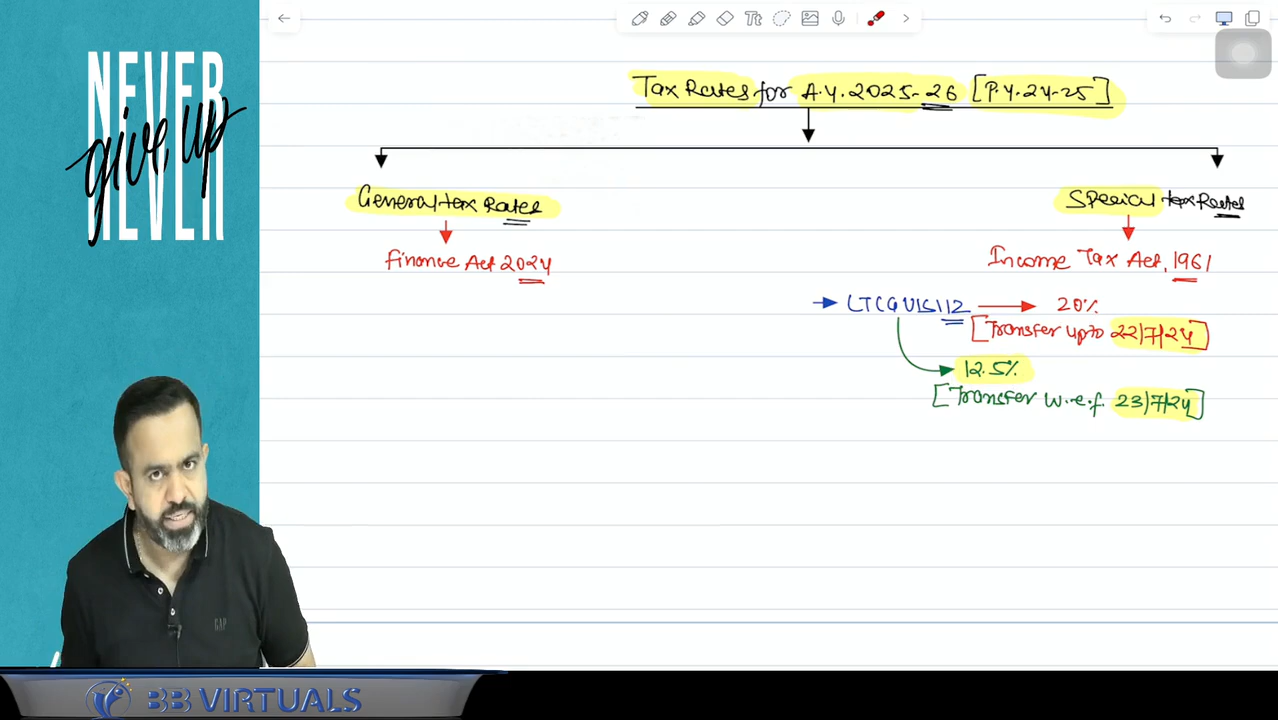 NEVER
give up
NEVER
Tax Rates for A.Y. 2025-26 [P.Y. 24-25]
General tax Rates
Special tax Rates
Finance Act 2024
Income Tax Act, 1961
LTCG U/S 112 20%
[Transfer upto 22/7/24]
12.5%
[Transfer w.e.f. 23/7/24]
GAP
BB VIRTUALS